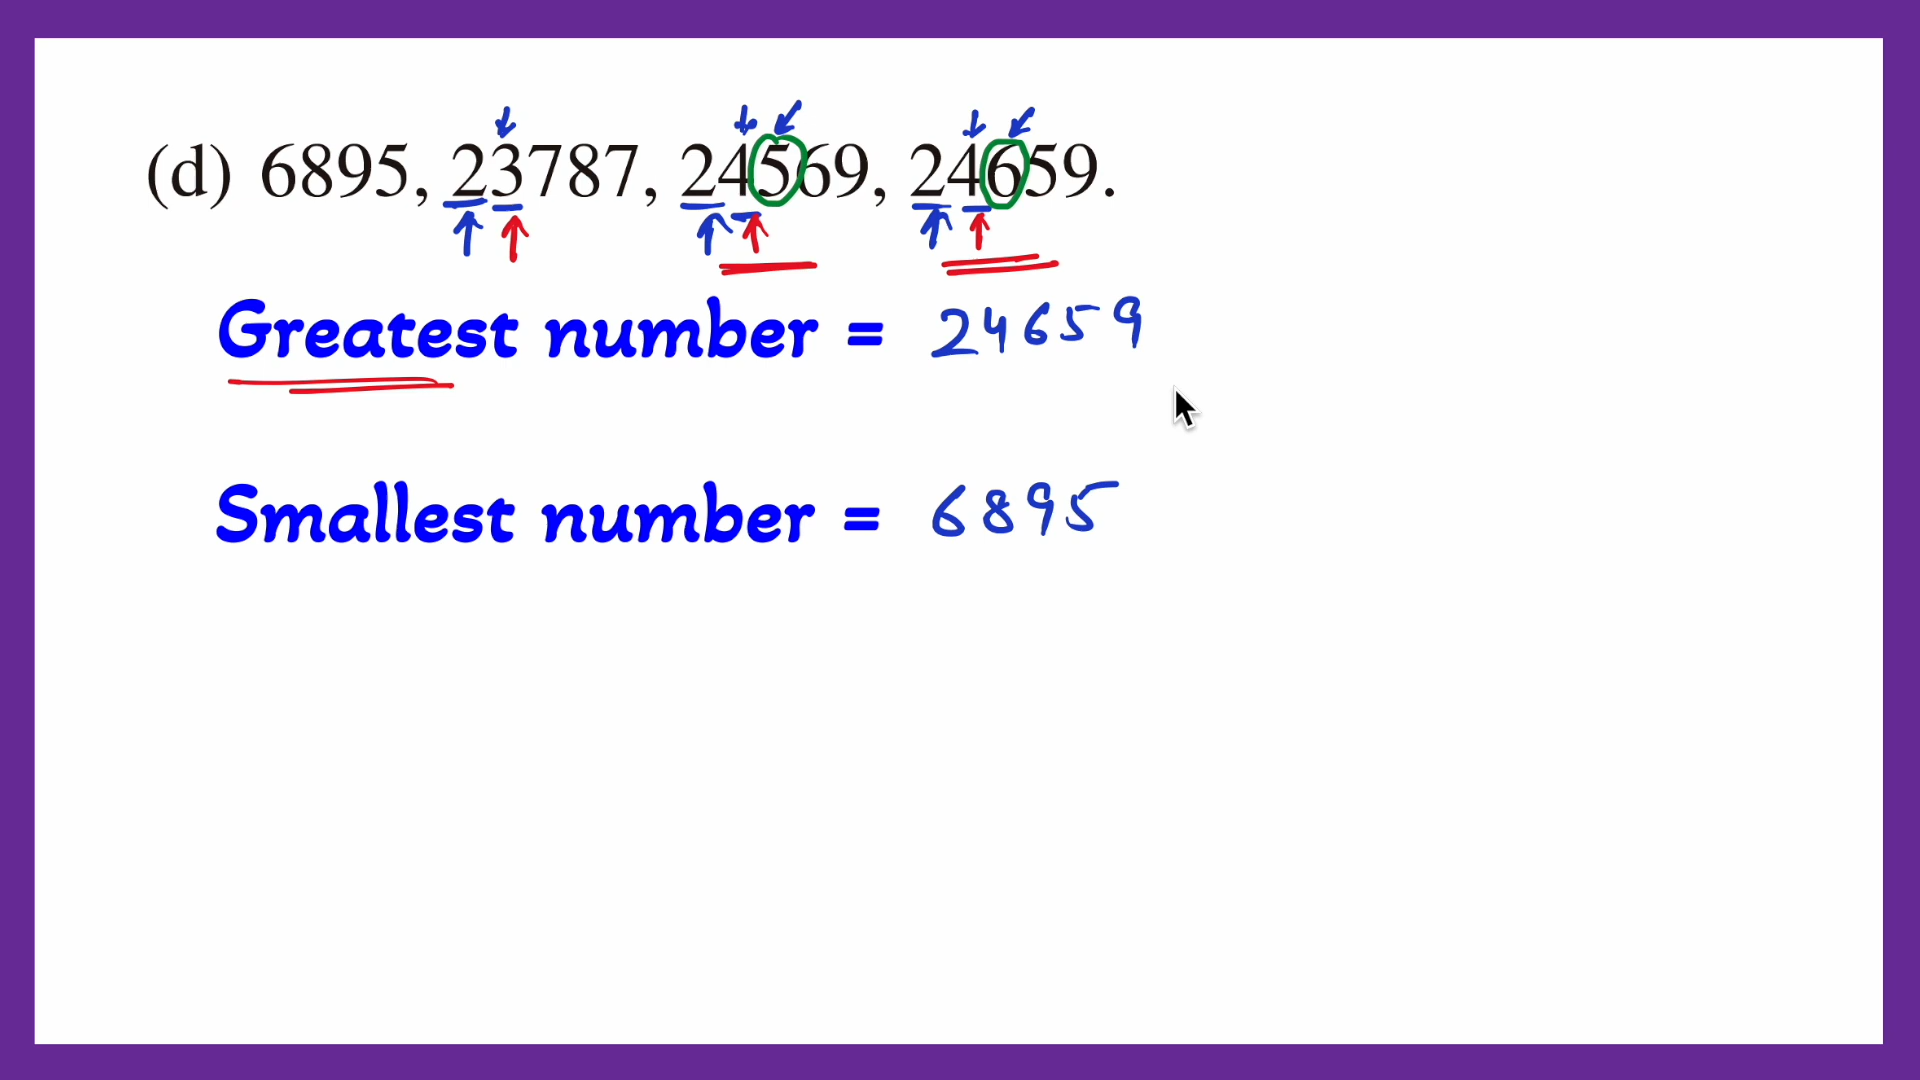 (d) 6895, 23787, 24569, 24659.
Greatest number = 24659
Smallest number = 6895